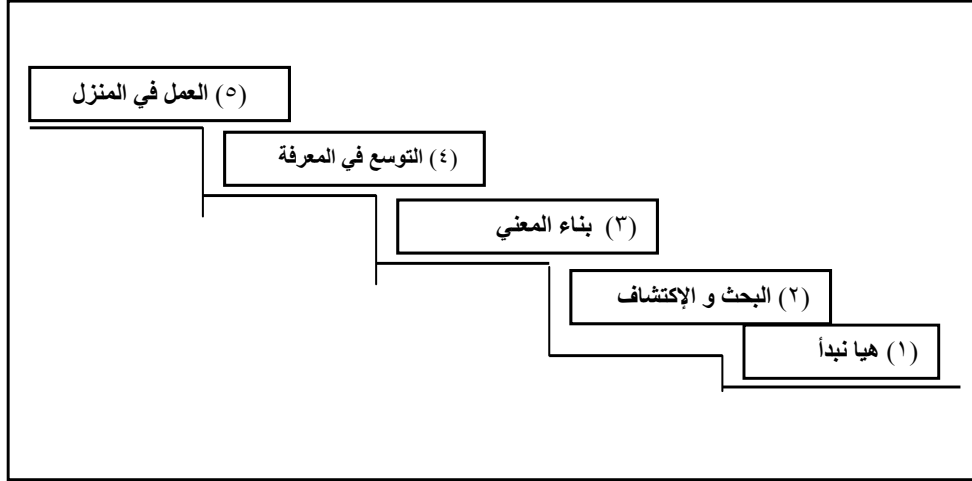 (٥) العمل في المنزل
(٤) التوسع في المعرفة
(٣) بناء المعني
(٢) البحث و الإكتشاف
(١) هيا نبدأ